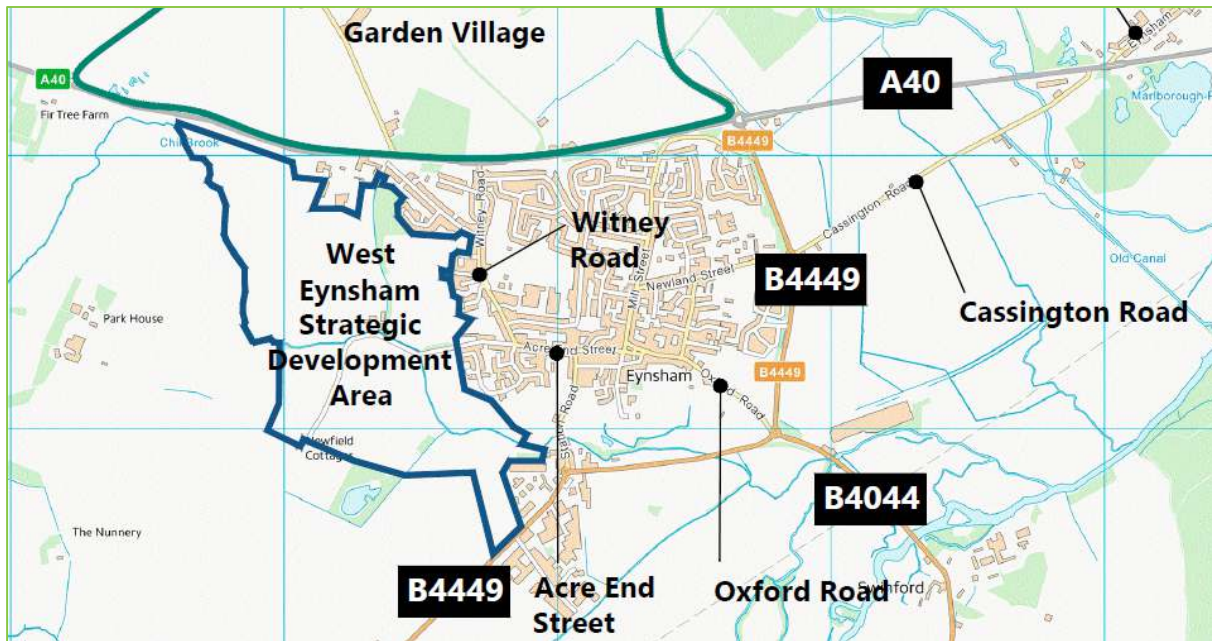 Garden Village
A40
Fir Tree Farm
Chil Brook
Eynsham
A40
Marlborough
B4449
Witney Road
Witney
Road
Cassington Road
West
Eynsham
Strategic
Development
Area
Park House
Mill Street
Newland Street
B4449
Old Canal
Cassington Road
Acre End Street
Eynsham
Oxford Road
B4449
Station Road
Newfield
Cottages
The Nunnery
B4044
B4449
Acre End
Street
Oxford Road
Swinford